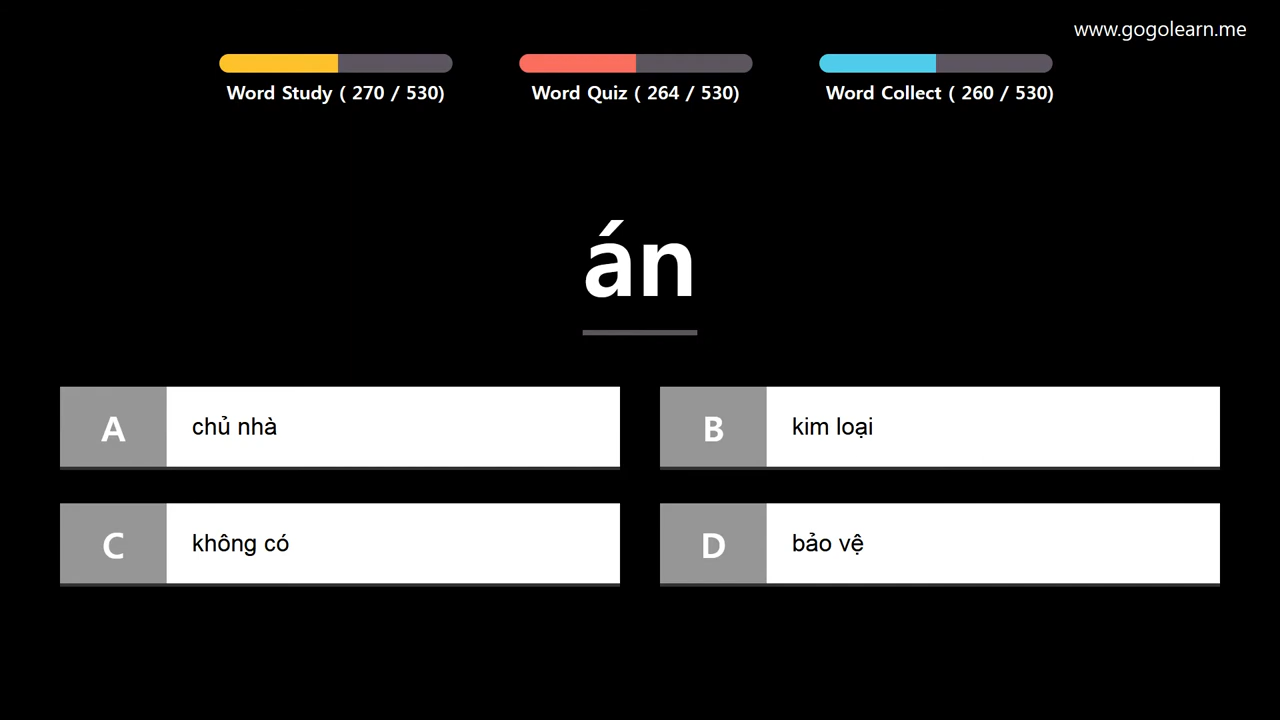 www.gogolearn.me
Word Study ( 270 / 530)
Word Quiz ( 264 / 530)
Word Collect ( 260 / 530)
án
A chủ nhà
B kim loại
C không có
D bảo vệ